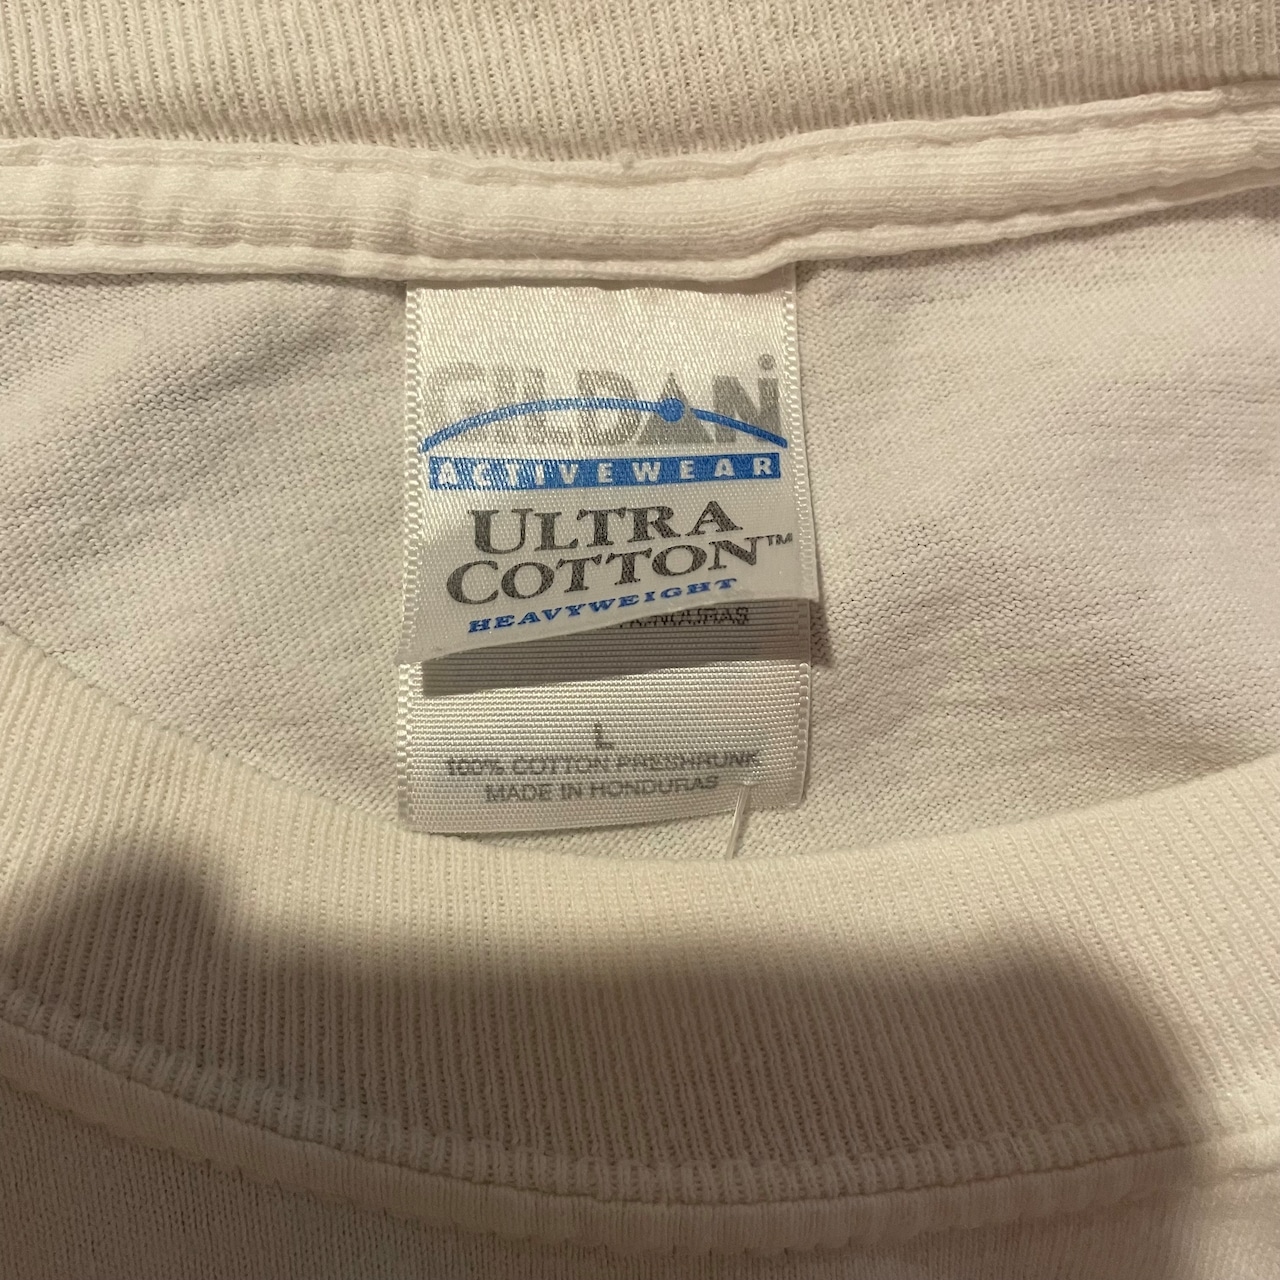 GILDAN®
ACTIVEWEAR
ULTRA
COTTON™
HEAVYWEIGHT
L
100% COTTON PRESHRUNK
MADE IN HONDURAS